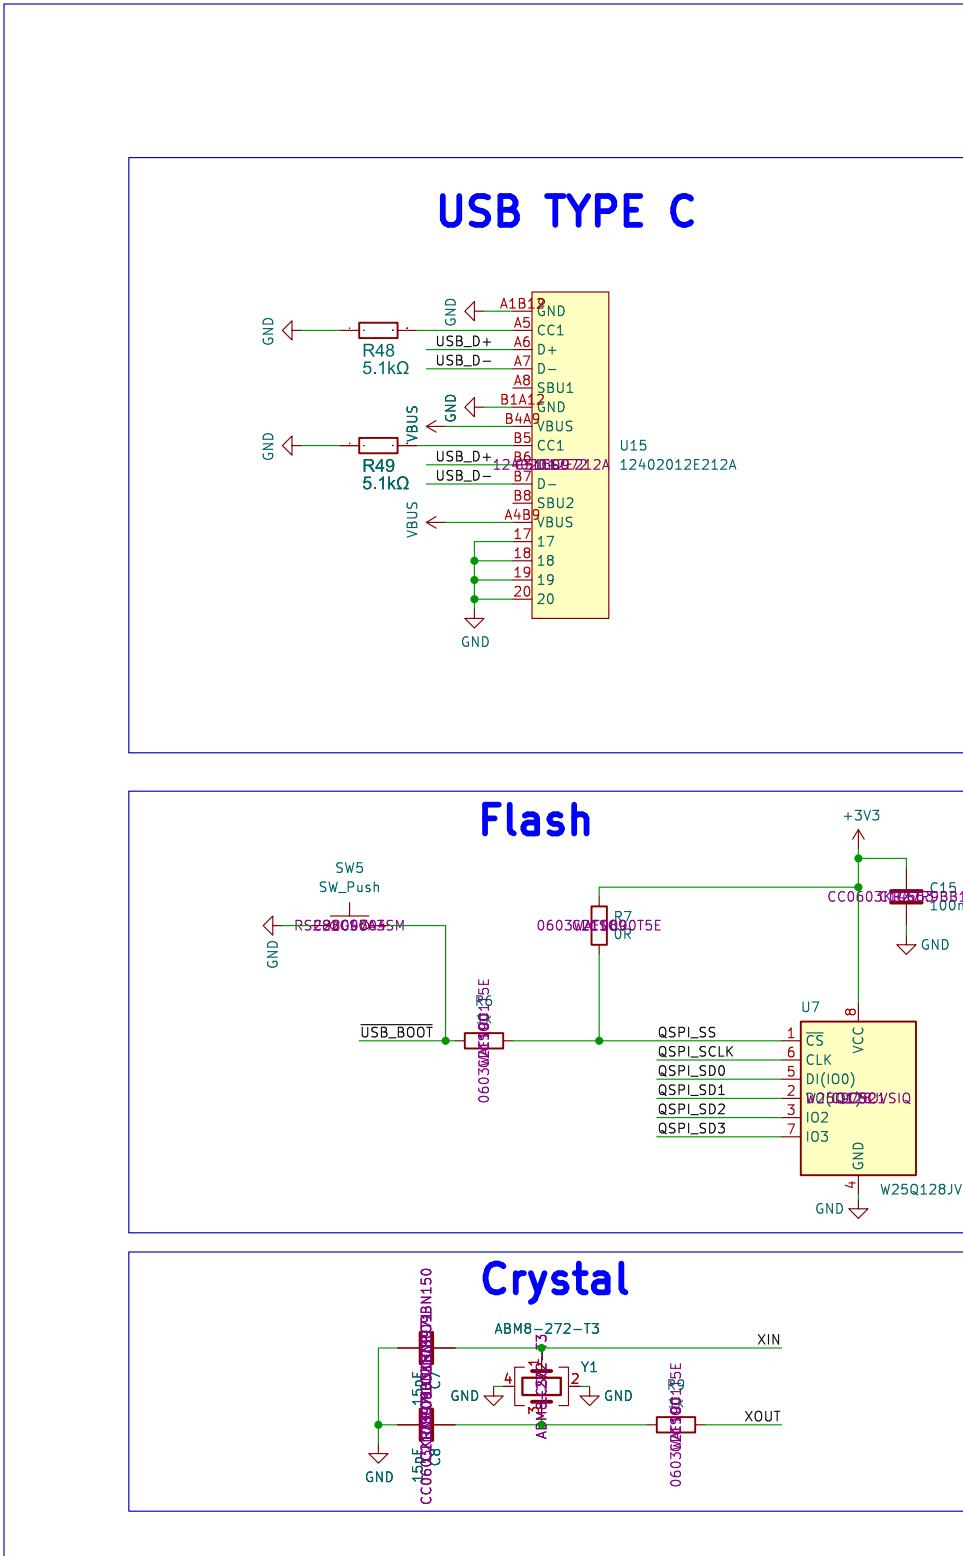 USB TYPE C
A1B12
GND
GND
GND
A5
CC1
R48
5.1kΩ
USB_D+
A6
D+
USB_D-
A7
D-
A8
SBU1
GND
B1A12
GND
VBUS
B4A9
VBUS
GND
B5
CC1
U15
R49
5.1kΩ
USB_D+
B6
12402012E212A
USB_D-
B7
D-
B8
SBU2
VBUS
A4B9
VBUS
17
17
18
18
19
19
20
20
GND
Flash
+3V3
SW5
SW_Push
C15
R7
0R
GND
GND
U7
8
VCC
R6
USB_BOOT
QSPI_SS
1
CS
QSPI_SCLK
6
CLK
QSPI_SD0
5
DI(IO0)
QSPI_SD1
2
QSPI_SD2
3
IO2
QSPI_SD3
7
IO3
GND
4
W25Q128JV
GND
Crystal
ABM8-272-T3
XIN
15pF
C7
1
Y1
4
2
GND
GND
3
R9
XOUT
15pF
C8
GND